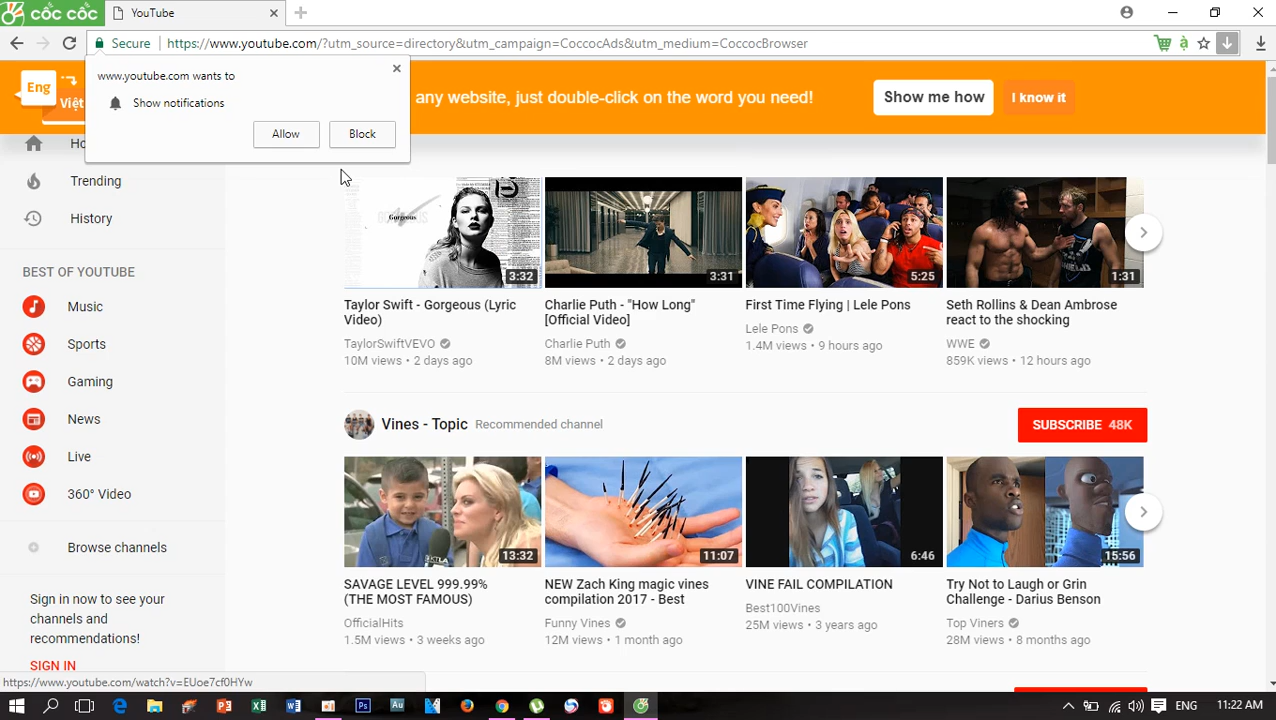 cốc cốc
YouTube
Secure
https://www.youtube.com/?utm_source=directory&utm_campaign=CoccocAds&utm_medium=CoccocBrowser
à
www.youtube.com wants to
Show notifications
Allow
Block
Eng
Việt
any website, just double-click on the word you need!
Show me how
I know it
Ho
Trending
History
BEST OF YOUTUBE
Music
Sports
Gaming
News
Live
360° Video
Browse channels
Sign in now to see your
channels and
recommendations!
SIGN IN
Gorgeous
3:32
3:31
5:25
1:31
Taylor Swift - Gorgeous (Lyric
Video)
TaylorSwiftVEVO
10M views • 2 days ago
Charlie Puth - "How Long"
[Official Video]
Charlie Puth
8M views • 2 days ago
First Time Flying | Lele Pons
Lele Pons
1.4M views • 9 hours ago
Seth Rollins & Dean Ambrose
react to the shocking
WWE
859K views • 12 hours ago
Vines - Topic
Recommended channel
SUBSCRIBE 48K
13:32
11:07
6:46
15:56
SAVAGE LEVEL 999.99%
(THE MOST FAMOUS)
OfficialHits
1.5M views • 3 weeks ago
NEW Zach King magic vines
compilation 2017 - Best
Funny Vines
12M views • 1 month ago
VINE FAIL COMPILATION
Best100Vines
25M views • 3 years ago
Try Not to Laugh or Grin
Challenge - Darius Benson
Top Viners
28M views • 8 months ago
https://www.youtube.com/watch?v=EUoe7cf0HYw
ENG
11:22 AM